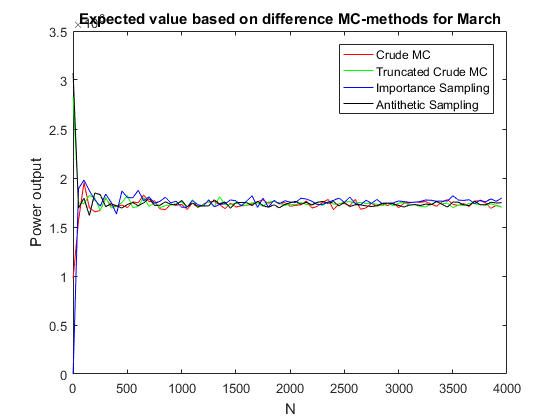 Expected value based on difference MC-methods for March
3.5
3
2.5
2
1.5
1
0.5
0
Power output
Crude MC
Truncated Crude MC
Importance Sampling
Antithetic Sampling
0 500 1000 1500 2000 2500 3000 3500 4000
N